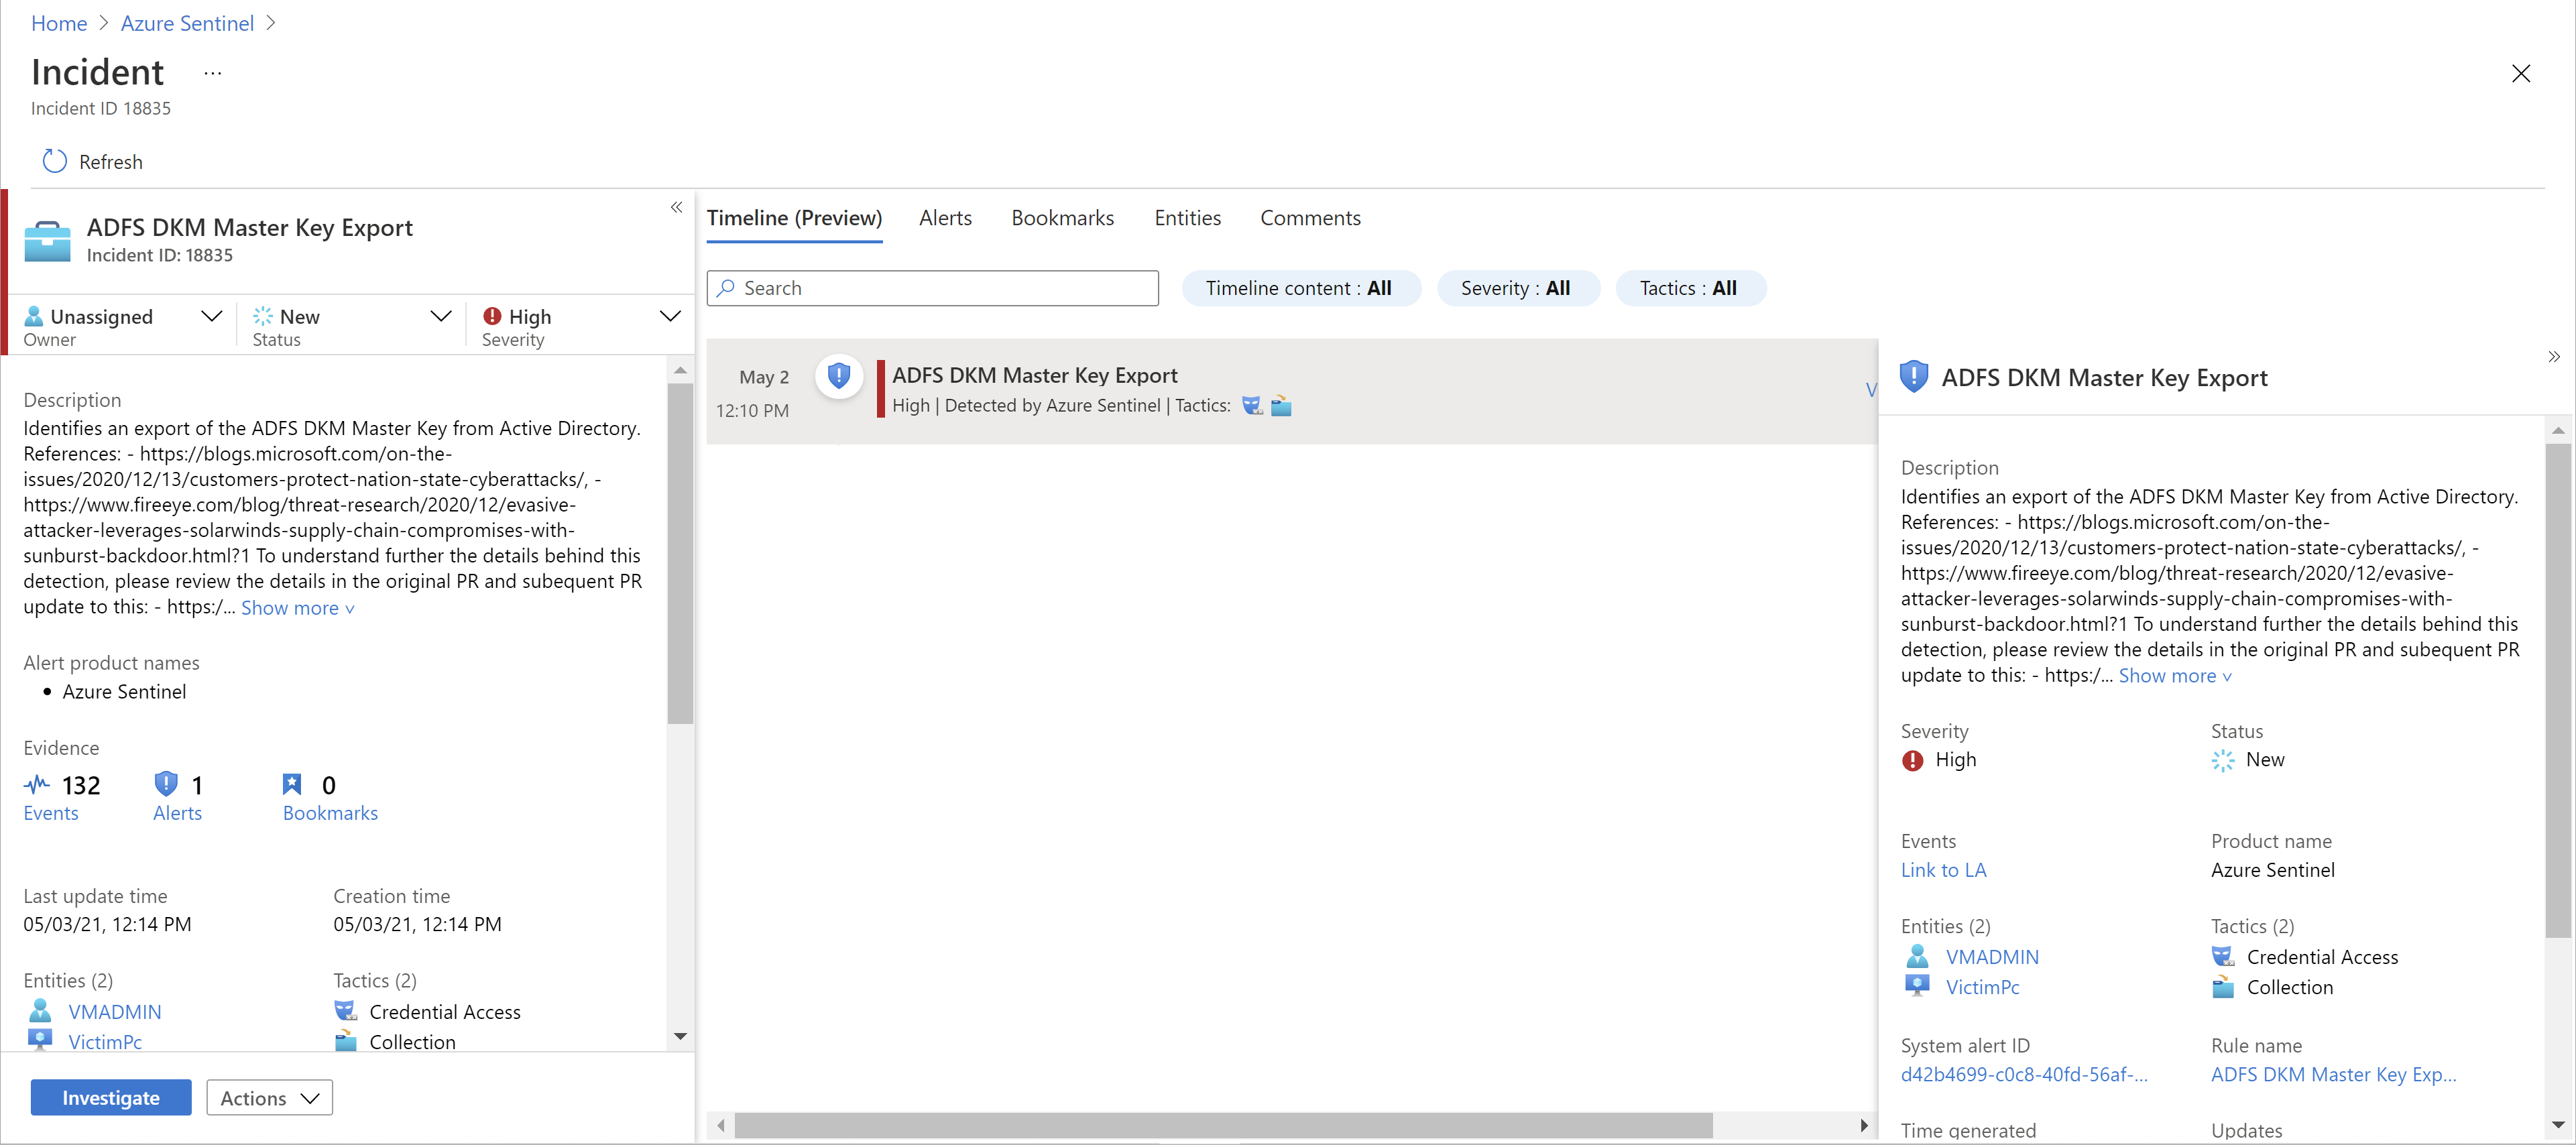 Home > Azure Sentinel >
Incident ...
Incident ID 18835
Refresh
ADFS DKM Master Key Export
Incident ID: 18835
Unassigned
Owner
New
Status
High
Severity
Description
Identifies an export of the ADFS DKM Master Key from Active Directory.
References: - https://blogs.microsoft.com/on-the-
issues/2020/12/13/customers-protect-nation-state-cyberattacks/, -
https://www.fireeye.com/blog/threat-research/2020/12/evasive-
attacker-leverages-solarwinds-supply-chain-compromises-with-
sunburst-backdoor.html?1 To understand further the details behind this
detection, please review the details in the original PR and subequent PR
update to this: - https:/... Show more
Alert product names
• Azure Sentinel
Evidence
132
Events
1
Alerts
0
Bookmarks
Last update time
05/03/21, 12:14 PM
Creation time
05/03/21, 12:14 PM
Entities (2)
VMADMIN
VictimPc
Tactics (2)
Credential Access
Collection
Investigate
Actions
Timeline (Preview)
Alerts
Bookmarks
Entities
Comments
Search
Timeline content : All
Severity : All
Tactics : All
May 2
12:10 PM
ADFS DKM Master Key Export
High | Detected by Azure Sentinel | Tactics:
V
ADFS DKM Master Key Export
Description
Identifies an export of the ADFS DKM Master Key from Active Directory.
References: - https://blogs.microsoft.com/on-the-
issues/2020/12/13/customers-protect-nation-state-cyberattacks/, -
https://www.fireeye.com/blog/threat-research/2020/12/evasive-
attacker-leverages-solarwinds-supply-chain-compromises-with-
sunburst-backdoor.html?1 To understand further the details behind this
detection, please review the details in the original PR and subequent PR
update to this: - https:/... Show more
Severity
High
Status
New
Events
Link to LA
Product name
Azure Sentinel
Entities (2)
VMADMIN
VictimPc
Tactics (2)
Credential Access
Collection
System alert ID
d42b4699-c0c8-40fd-56af-...
Rule name
ADFS DKM Master Key Exp...
Time generated
Updates